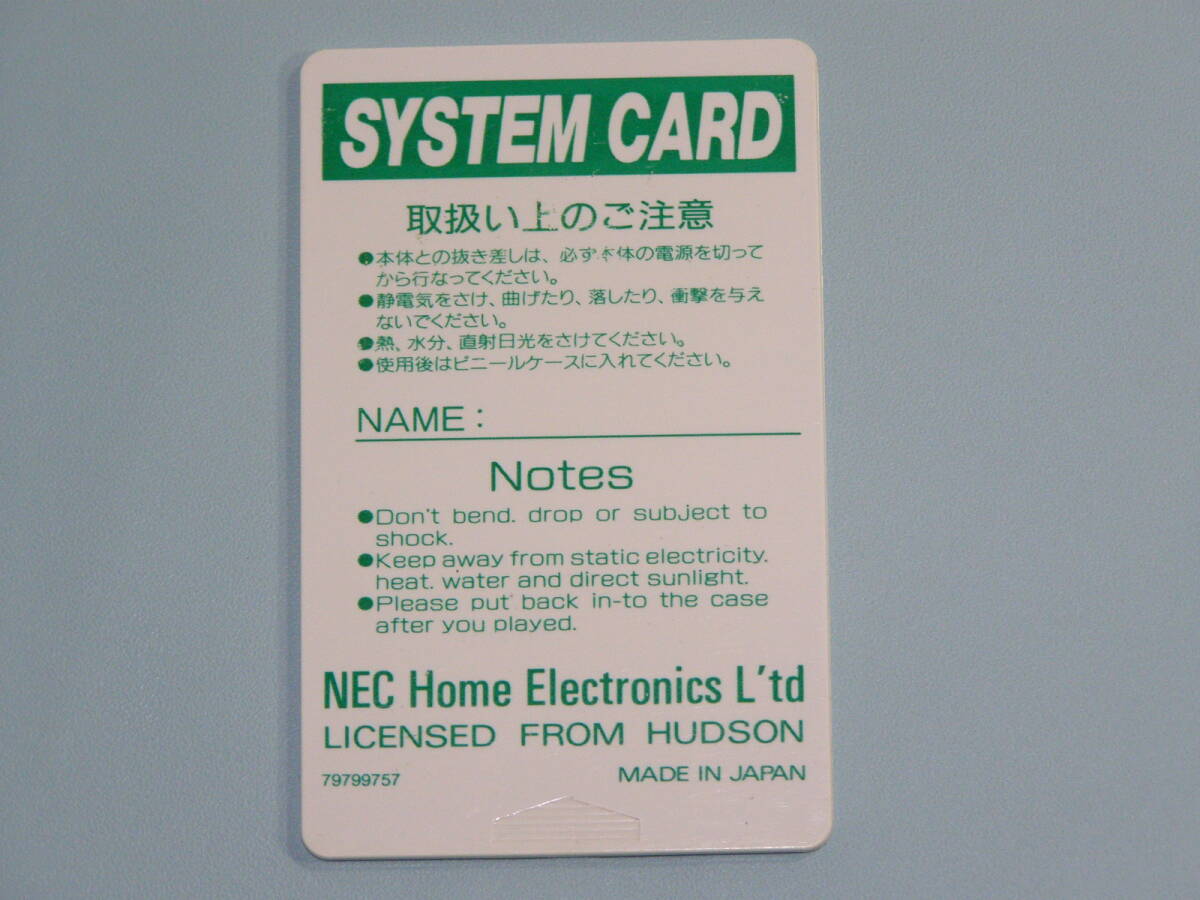 SYSTEM CARD
取扱い上のご注意
●本体との抜き差しは、必ず本体の電源を切って
から行なってください。
●静電気をさけ、曲げたり、落したり、衝撃を与え
ないでください。
●熱、水分、直射日光をさけてください。
●使用後はビニールケースに入れてください。
NAME:
Notes
●Don't bend. drop or subject to
shock.
●Keep away from static electricity.
heat. water and direct sunlight.
●Please put back in-to the case
after you played.
NEC Home Electronics L'td
LICENSED FROM HUDSON
79799757 MADE IN JAPAN